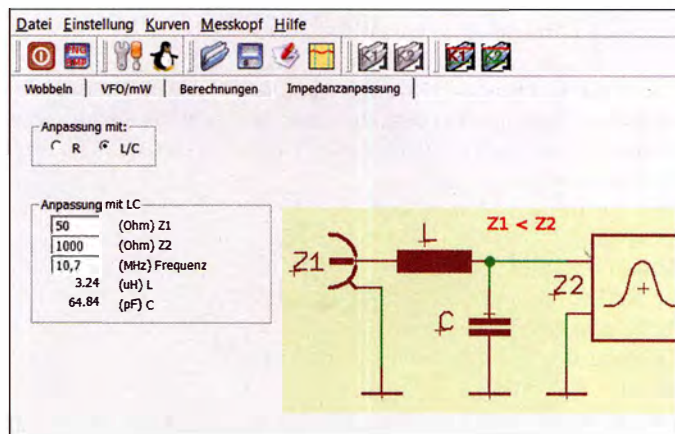 Datei Einstellung Kurven Messkopf Hilfe
Wobbeln VFO/mW Berechnungen Impedanzanpassung
Anpassung mit::
R L/C
Anpassung mit LC
50 (Ohm) Z1
1000 (Ohm) Z2
10,7 (MHz) Frequenz
3.24 (uH) L
64.84 (pF) C
Z1 < Z2
L
Z1
Z2
C